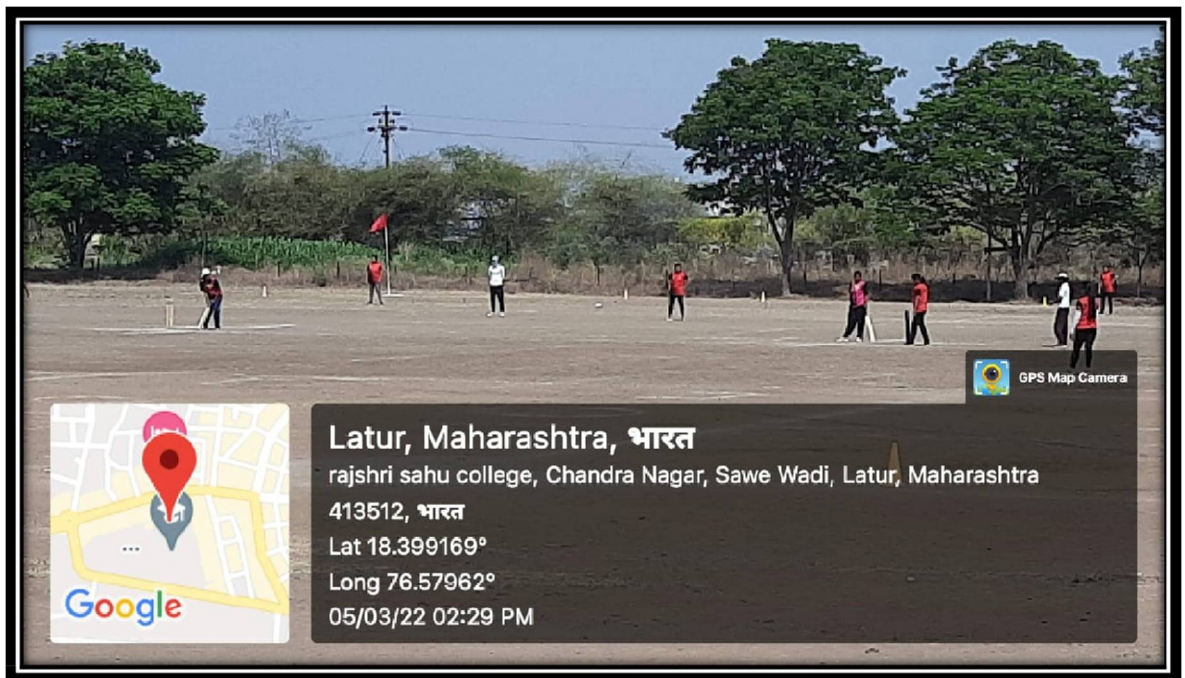 GPS Map Camera
Latur, Maharashtra, भारत
rajshri sahu college, Chandra Nagar, Sawe Wadi, Latur, Maharashtra
413512, भारत
Lat 18.399169°
Long 76.57962°
05/03/22 02:29 PM
Google